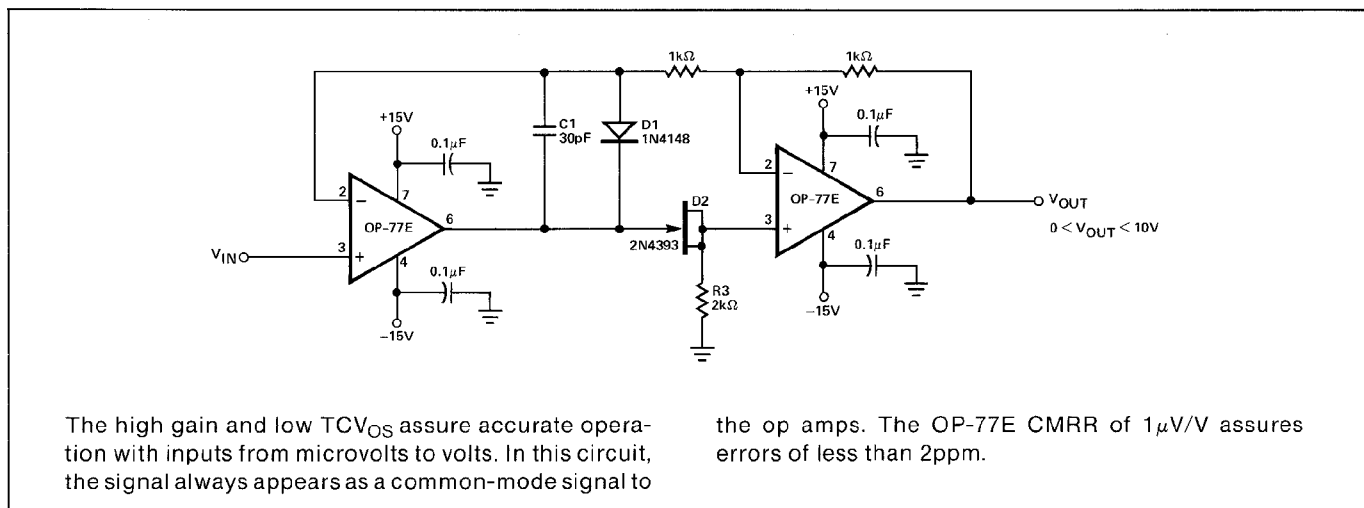 1kΩ
1kΩ
+15V
+15V
0.1μF
C1
30pF
D1
1N4148
0.1μF
2
7
2
7
OP-77E
6
D2
OP-77E
6
VOUT
0 < VOUT < 10V
VIN
3
4
2N4393
3
4
0.1μF
R3
2kΩ
0.1μF
−15V
−15V
The high gain and low TCVOS assure accurate opera-
tion with inputs from microvolts to volts. In this circuit,
the signal always appears as a common-mode signal to
the op amps. The OP-77E CMRR of 1μV/V assures
errors of less than 2ppm.